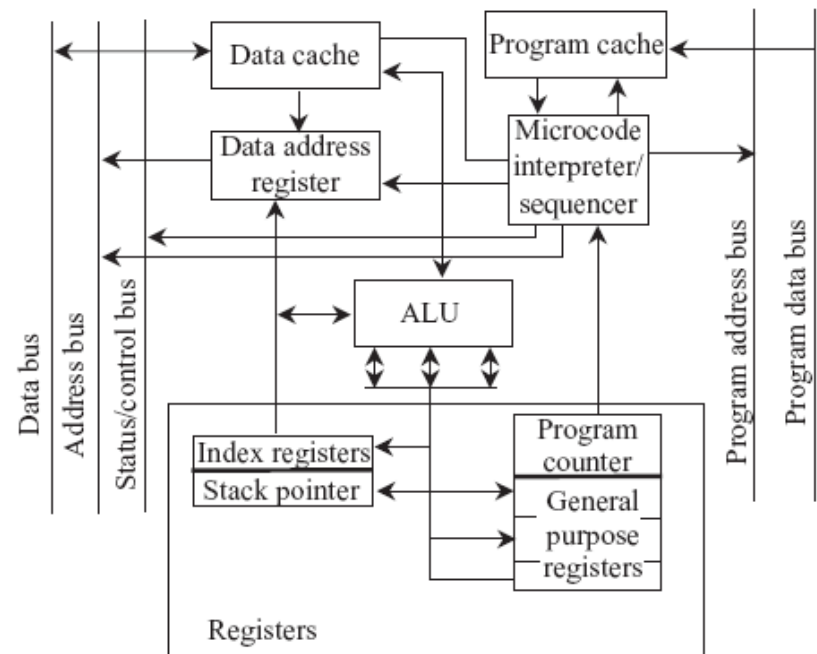 Data cache
Program cache
Data address
register
Microcode
interpreter/
sequencer
ALU
Data bus
Address bus
Status/control bus
Program address bus
Program data bus
Index registers
Stack pointer
Program
counter
General
purpose
registers
Registers